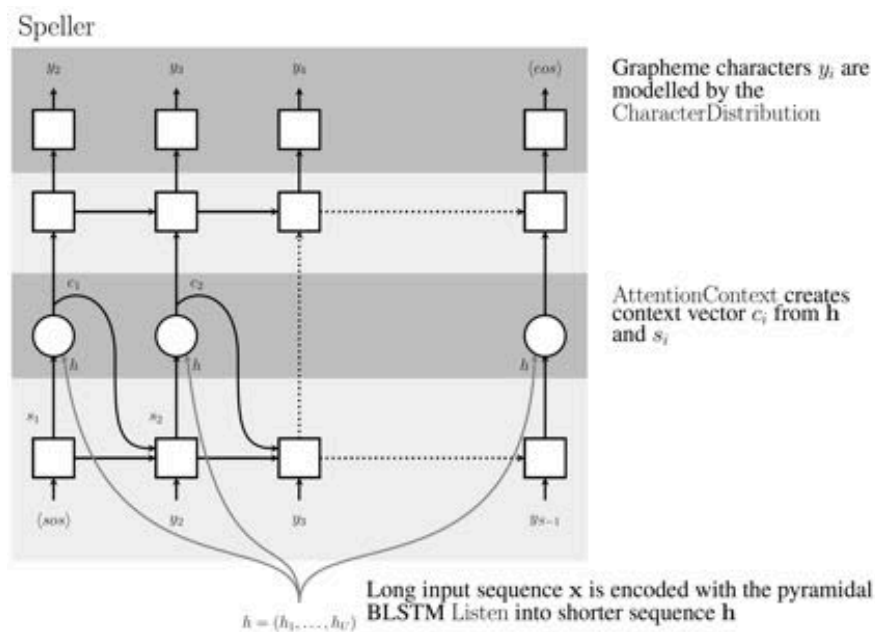 Speller
y₂ y₃ y₄ ⟨eos⟩
Grapheme characters yᵢ are
modelled by the
CharacterDistribution
c₁ c₂
AttentionContext creates
context vector cᵢ from h
and sᵢ
h h h
s₁ s₂
⟨sos⟩ y₂ y₃ y_{S−1}
Long input sequence x is encoded with the pyramidal
BLSTM Listen into shorter sequence h
h = (h₁, . . . , h_U)